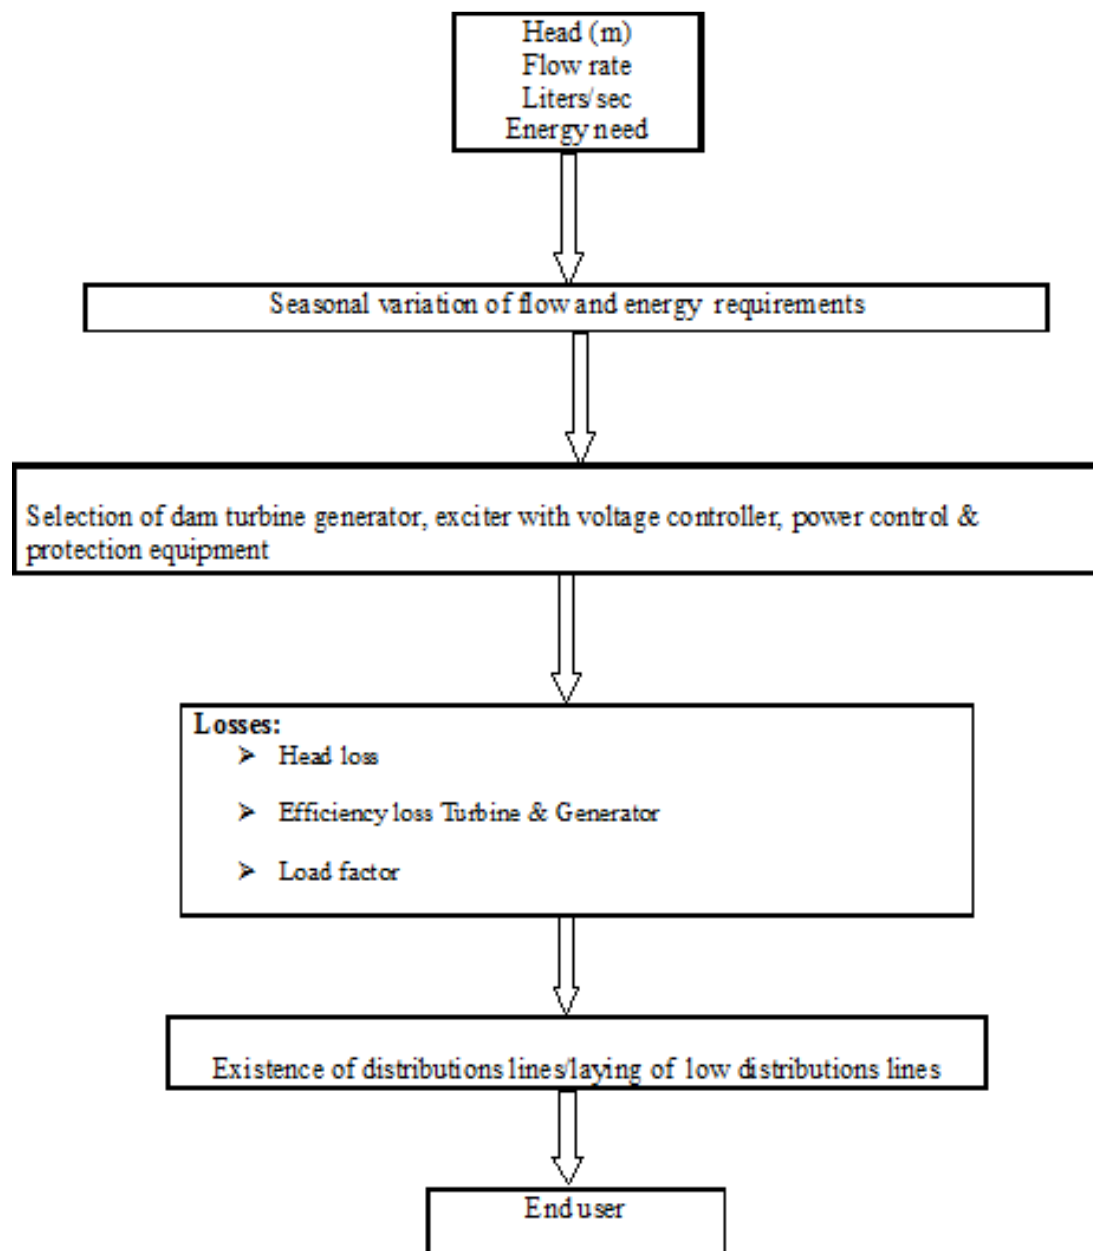 Head (m)
Flow rate
Liters/sec
Energy need
Seasonal variation of flow and energy requirements
Selection of dam turbine generator, exciter with voltage controller, power control &
protection equipment
Losses:
➤ Head loss
➤ Efficiency loss Turbine & Generator
➤ Load factor
Existence of distributions lines/laying of low distributions lines
End user